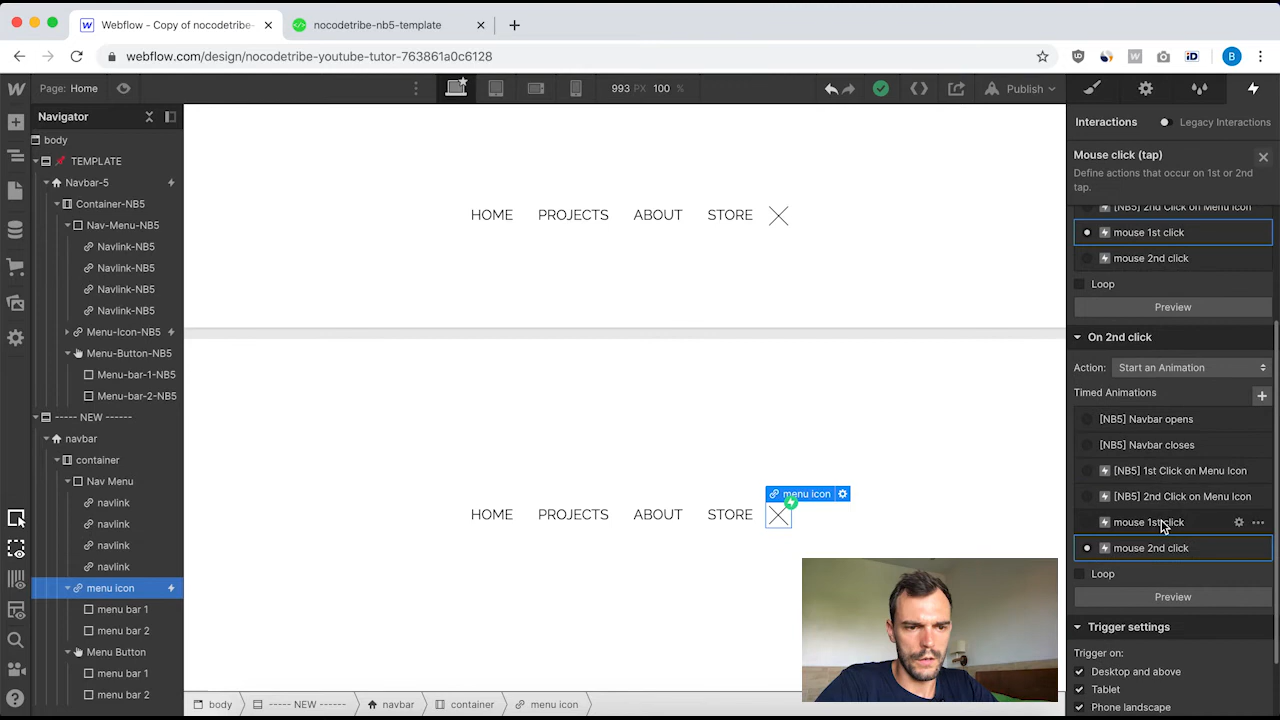 Webflow - Copy of nocodetribe-
nocodetribe-nb5-template
webflow.com/design/nocodetribe-youtube-tutor-763861a0c6128
iD
B
Page: Home
993 PX 100 %
Publish
Navigator
body
TEMPLATE
Navbar-5
Container-NB5
Nav-Menu-NB5
Navlink-NB5
Navlink-NB5
Navlink-NB5
Navlink-NB5
Menu-Icon-NB5
Menu-Button-NB5
Menu-bar-1-NB5
Menu-bar-2-NB5
----- NEW ------
navbar
container
Nav Menu
navlink
navlink
navlink
navlink
menu icon
menu bar 1
menu bar 2
Menu Button
menu bar 1
menu bar 2
HOME PROJECTS ABOUT STORE
menu icon
HOME PROJECTS ABOUT STORE
body
----- NEW ------
navbar
container
menu icon
Interactions
Legacy Interactions
Mouse click (tap)
Define actions that occur on 1st or 2nd
tap.
[NB5] 2nd Click on Menu Icon
mouse 1st click
mouse 2nd click
Loop
Preview
On 2nd click
Action: Start an Animation
Timed Animations
[NB5] Navbar opens
[NB5] Navbar closes
[NB5] 1st Click on Menu Icon
[NB5] 2nd Click on Menu Icon
mouse 1st click
mouse 2nd click
Loop
Preview
Trigger settings
Trigger on:
Desktop and above
Tablet
Phone landscape